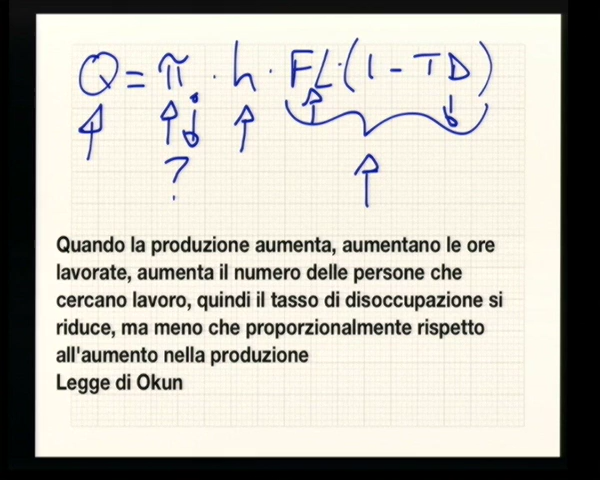 Q = π · h · FL · (1 - TD)
?
Quando la produzione aumenta, aumentano le ore
lavorate, aumenta il numero delle persone che
cercano lavoro, quindi il tasso di disoccupazione si
riduce, ma meno che proporzionalmente rispetto
all'aumento nella produzione
Legge di Okun